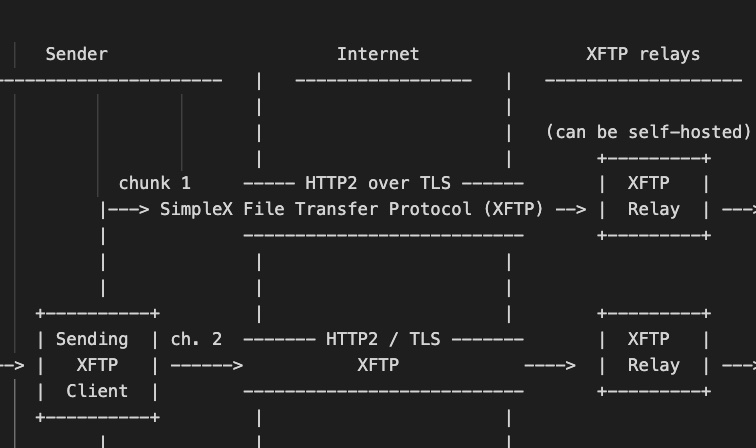 Sender Internet XFTP relays
---------------------- | ----------------- | -------------------
| |
| | (can be self-hosted)
| | +---------+
chunk 1 ----- HTTP2 over TLS ------ | XFTP |
|---> SimpleX File Transfer Protocol (XFTP) --> | Relay | --->
| --------------------------- +---------+
| | |
| | |
+----------+ | | +---------+
| Sending | ch. 2 ------- HTTP2 / TLS ------- | XFTP |
--> | XFTP | ------> XFTP ----> | Relay | --->
| Client | --------------------------- +---------+
+----------+ | |
| | |